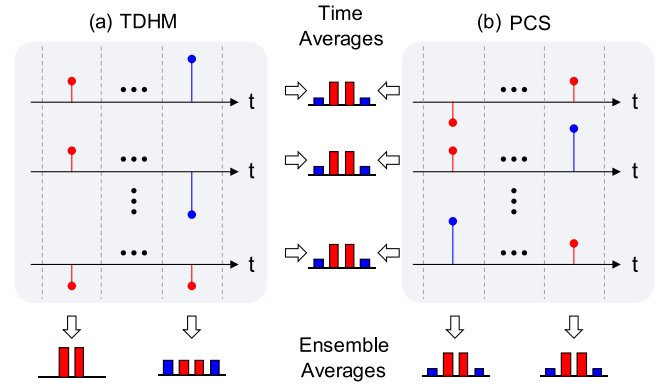 (a) TDHM
Time
Averages
(b) PCS
t
t
t
t
t
t
Ensemble
Averages